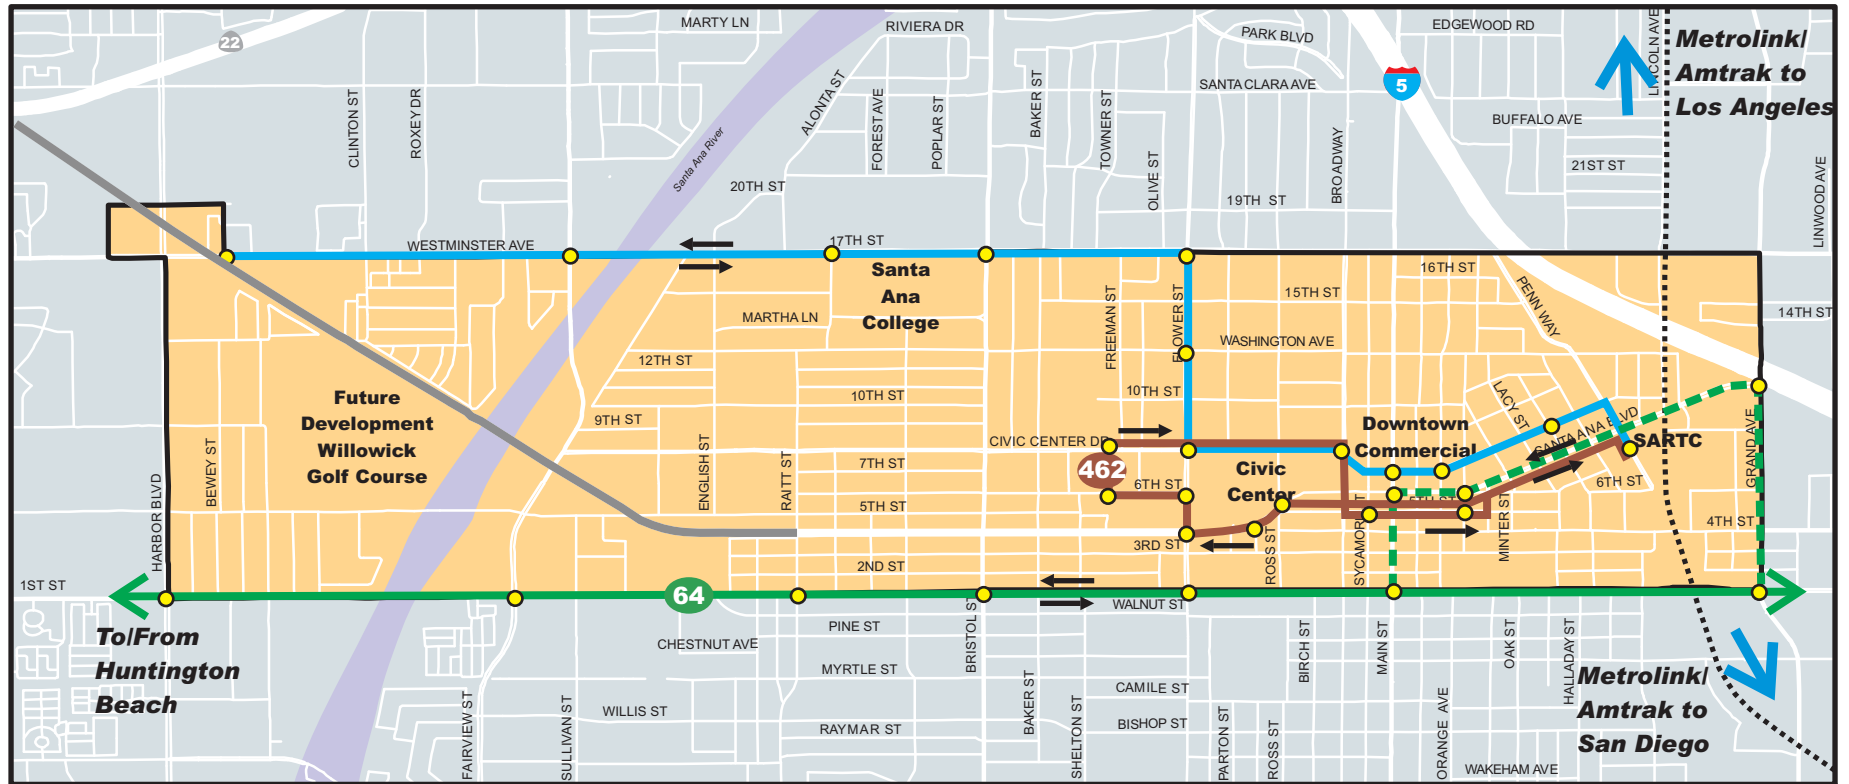 MARTY LN
RIVIERA DR
EDGEWOOD RD
LINCOLN AVE
PARK BLVD
22
Metrolink/
Amtrak to
Los Angeles
5
SANTA CLARA AVE
CLINTON ST
ROXEY DR
ALONTA ST
FOREST AVE
POPLAR ST
BAKER ST
TOWNER ST
BUFFALO AVE
BROADWAY
Santa Ana River
21ST ST
OLIVE ST
20TH ST
19TH ST
LINWOOD AVE
WESTMINSTER AVE
17TH ST
Santa
Ana
College
16TH ST
PENN WAY
15TH ST
14TH ST
FREEMAN ST
FLOWER ST
MARTHA LN
WASHINGTON AVE
12TH ST
10TH ST
10TH ST
LACY ST
Future
Development
Willowick
Golf Course
9TH ST
Downtown
Commercial
SANTA ANA BLVD
SARTC
GRAND AVE
CIVIC CENTER DR
BEWEY ST
ENGLISH ST
RAITT ST
7TH ST
462
Civic
Center
6TH ST
6TH ST
5TH ST
5TH ST
HARBOR BLVD
SYCAMORE ST
MINTER ST
4TH ST
3RD ST
ROSS ST
2ND ST
1ST ST
64
WALNUT ST
To/From
Huntington
Beach
CHESTNUT AVE
PINE ST
BRISTOL ST
BIRCH ST
MAIN ST
OAK ST
HALLADAY ST
MYRTLE ST
Metrolink/
Amtrak to
San Diego
CAMILE ST
BAKER ST
SHELTON ST
FAIRVIEW ST
SULLIVAN ST
WILLIS ST
RAYMAR ST
BISHOP ST
PARTON ST
ROSS ST
ORANGE AVE
WAKEHAM AVE